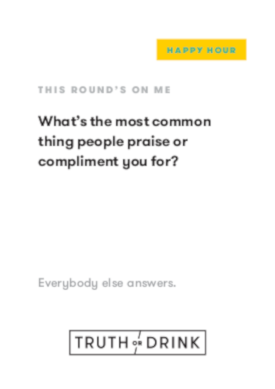 HAPPY HOUR
THIS ROUND'S ON ME
What's the most common
thing people praise or
compliment you for?
Everybody else answers.
TRUTH OR DRINK